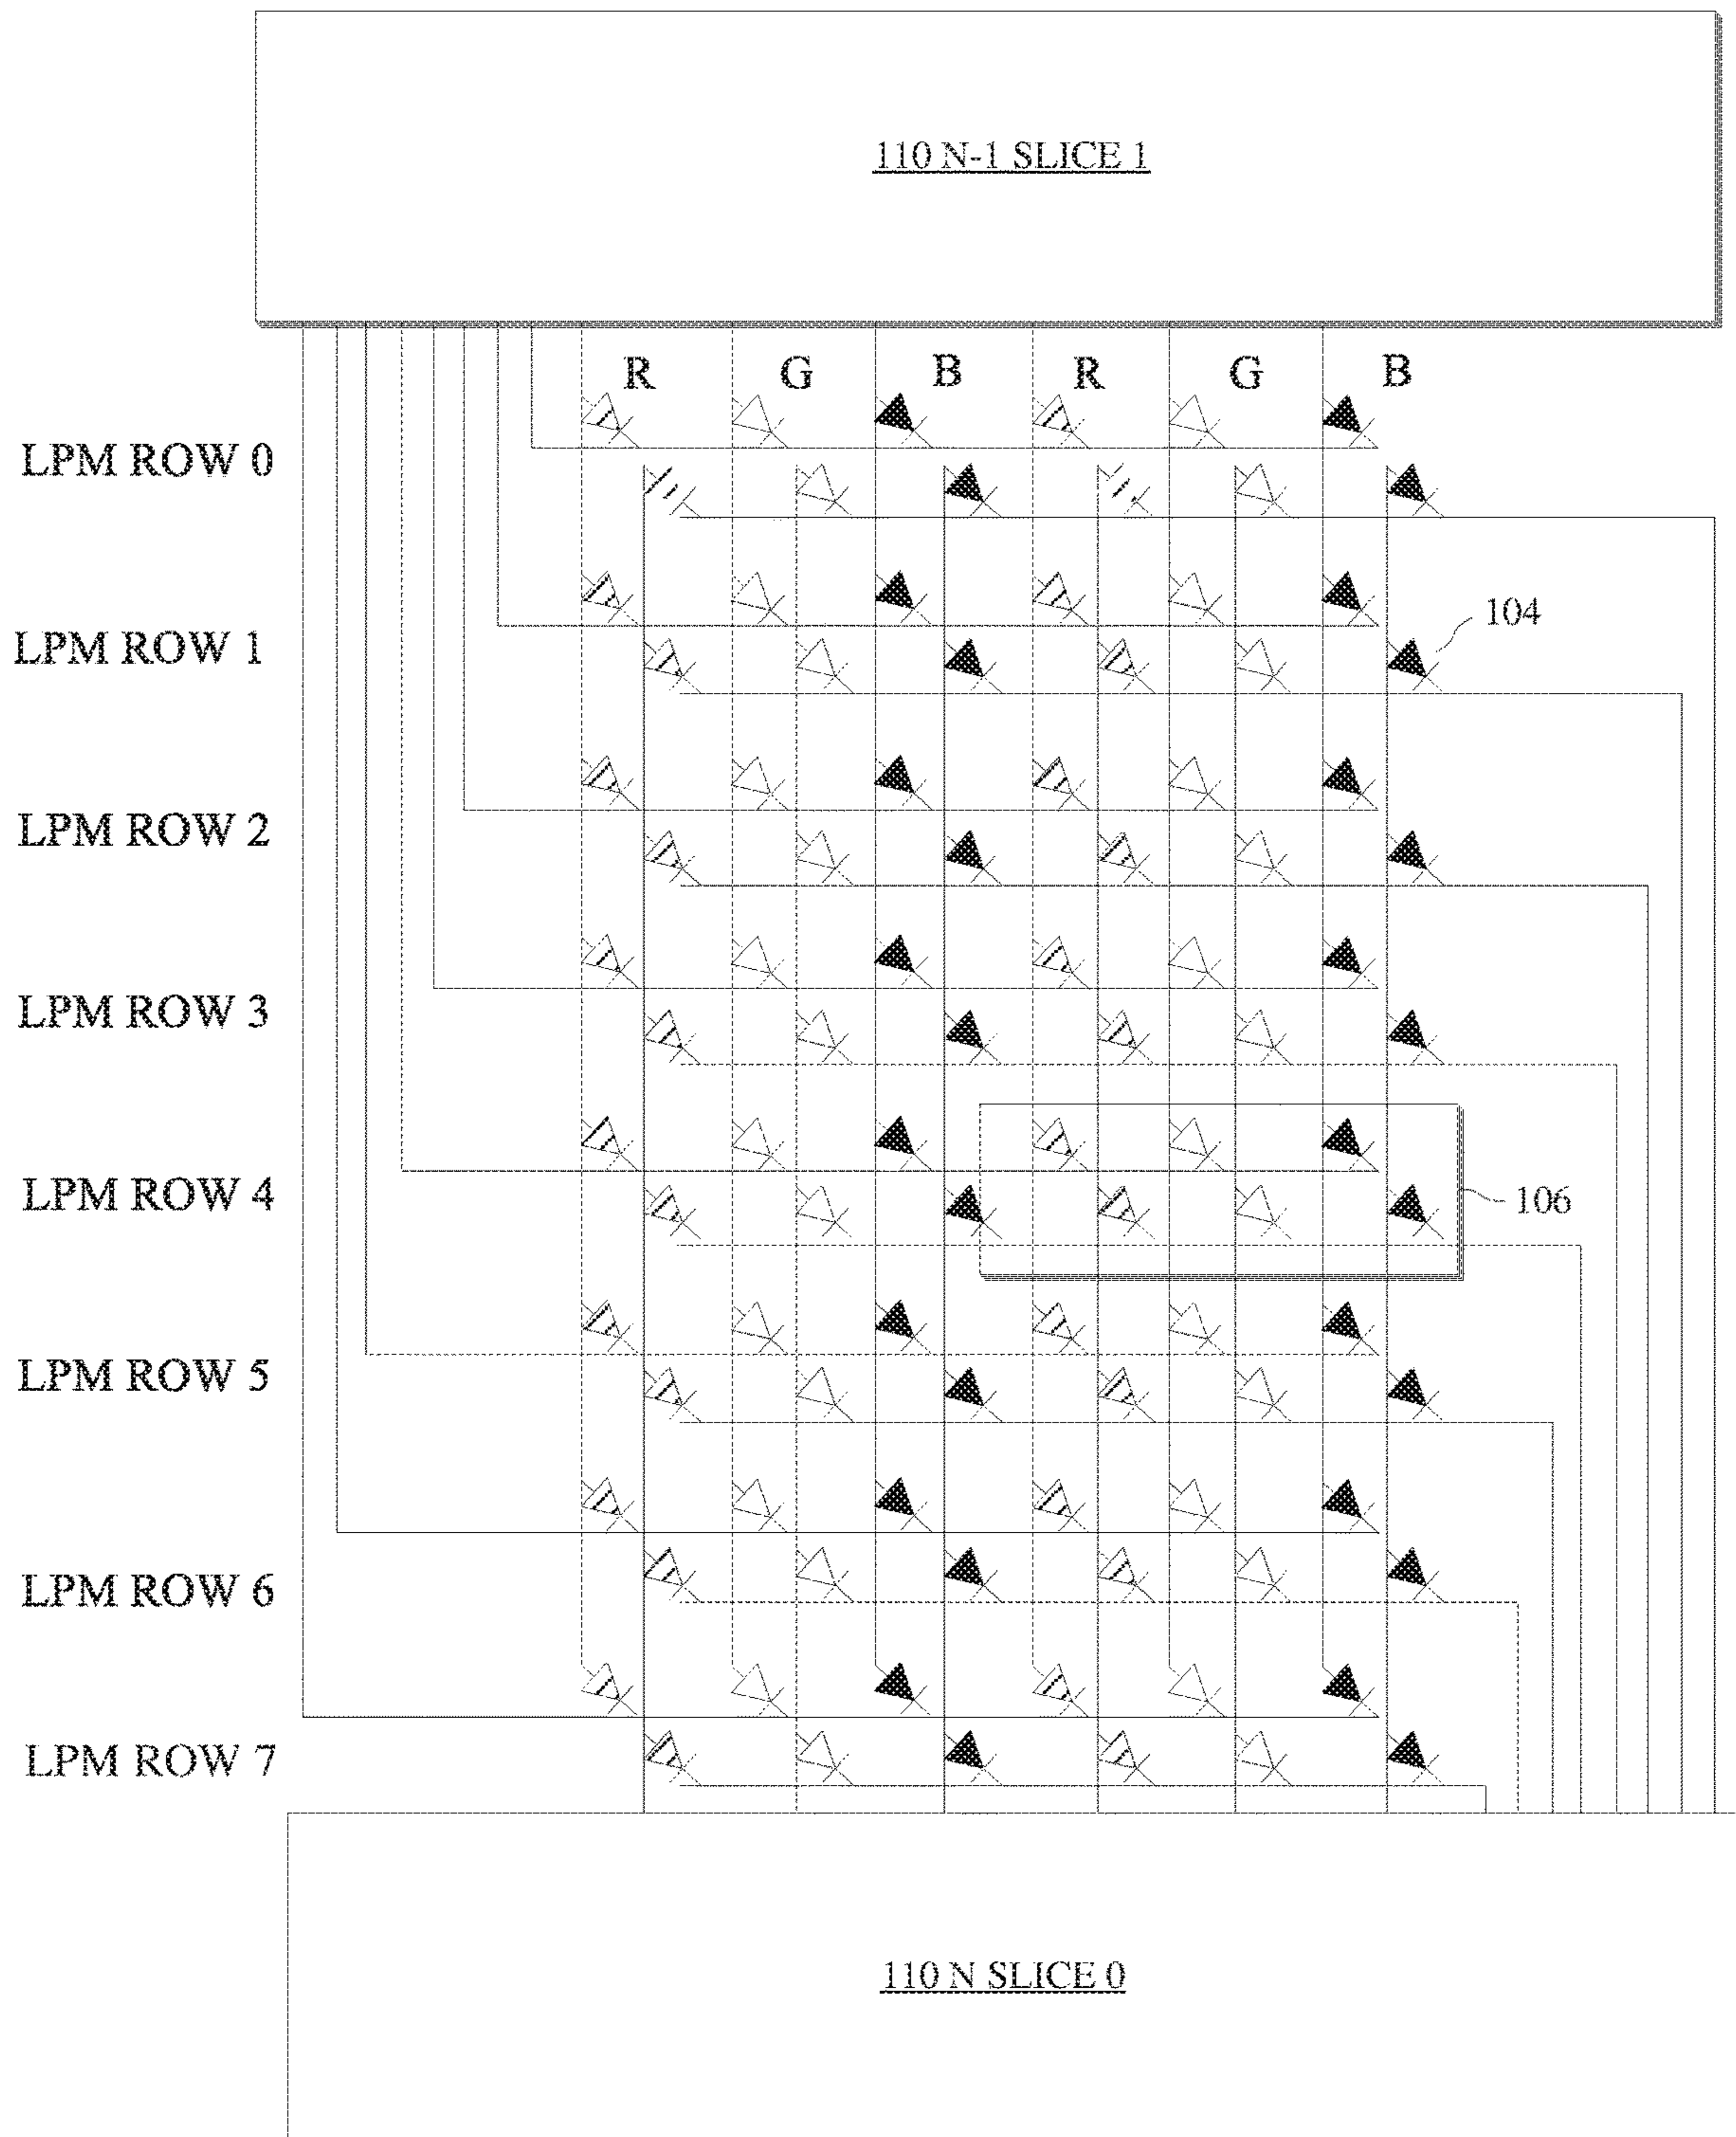 110 N-1 SLICE 1
R G B R G B
LPM ROW 0
104
LPM ROW 1
LPM ROW 2
LPM ROW 3
LPM ROW 4
106
LPM ROW 5
LPM ROW 6
LPM ROW 7
110 N SLICE 0